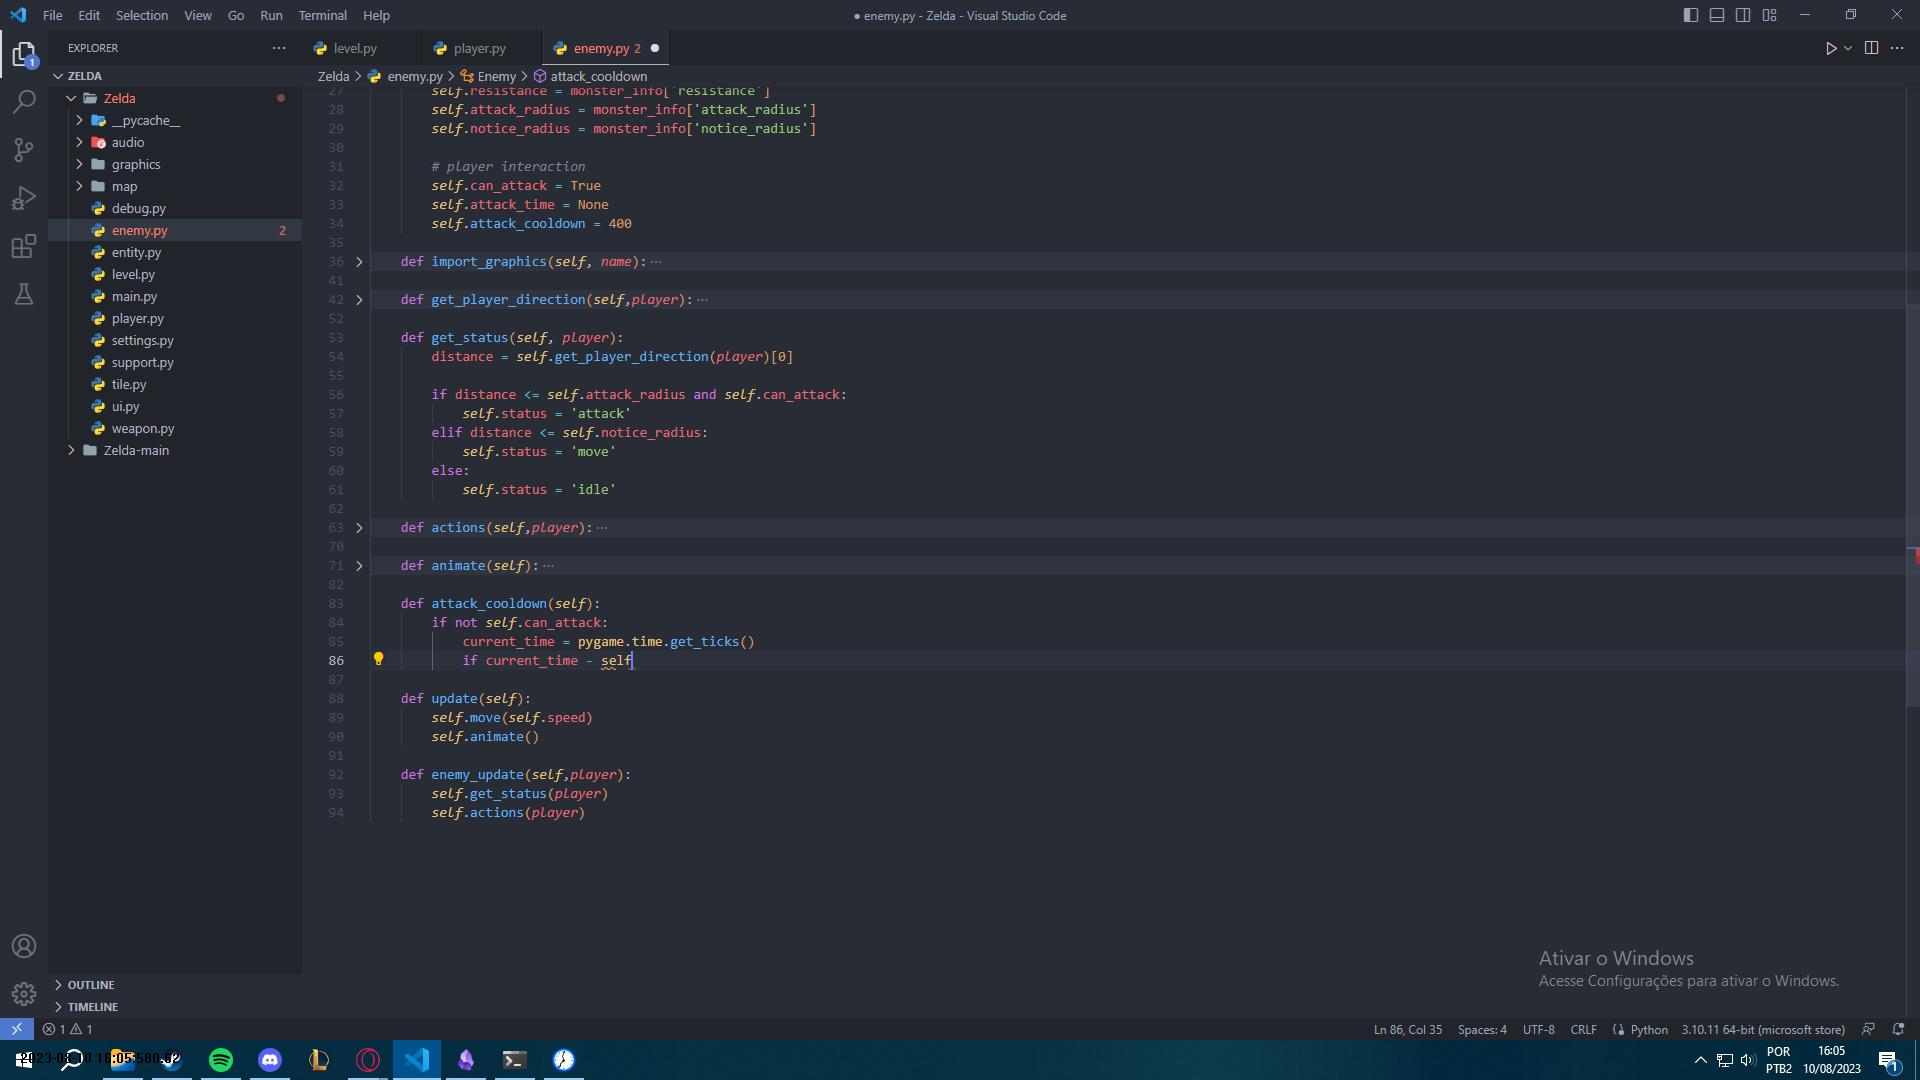 File Edit Selection View Go Run Terminal Help
● enemy.py - Zelda - Visual Studio Code
EXPLORER
ZELDA
Zelda
__pycache__
audio
graphics
map
debug.py
enemy.py 2
entity.py
level.py
main.py
player.py
settings.py
support.py
tile.py
ui.py
weapon.py
Zelda-main
OUTLINE
TIMELINE
level.py player.py enemy.py 2
Zelda > enemy.py > Enemy > attack_cooldown
27 self.resistance = monster_info['resistance']
28 self.attack_radius = monster_info['attack_radius']
29 self.notice_radius = monster_info['notice_radius']
30
31 # player interaction
32 self.can_attack = True
33 self.attack_time = None
34 self.attack_cooldown = 400
35
36 def import_graphics(self, name):···
41
42 def get_player_direction(self,player):···
52
53 def get_status(self, player):
54 distance = self.get_player_direction(player)[0]
55
56 if distance <= self.attack_radius and self.can_attack:
57 self.status = 'attack'
58 elif distance <= self.notice_radius:
59 self.status = 'move'
60 else:
61 self.status = 'idle'
62
63 def actions(self,player):···
70
71 def animate(self):···
82
83 def attack_cooldown(self):
84 if not self.can_attack:
85 current_time = pygame.time.get_ticks()
86 if current_time - self
87
88 def update(self):
89 self.move(self.speed)
90 self.animate()
91
92 def enemy_update(self,player):
93 self.get_status(player)
94 self.actions(player)
Ativar o Windows
Acesse Configurações para ativar o Windows.
1 1
Ln 86, Col 35 Spaces: 4 UTF-8 CRLF Python 3.10.11 64-bit (microsoft store)
POR
PTB2
16:05
10/08/2023
1